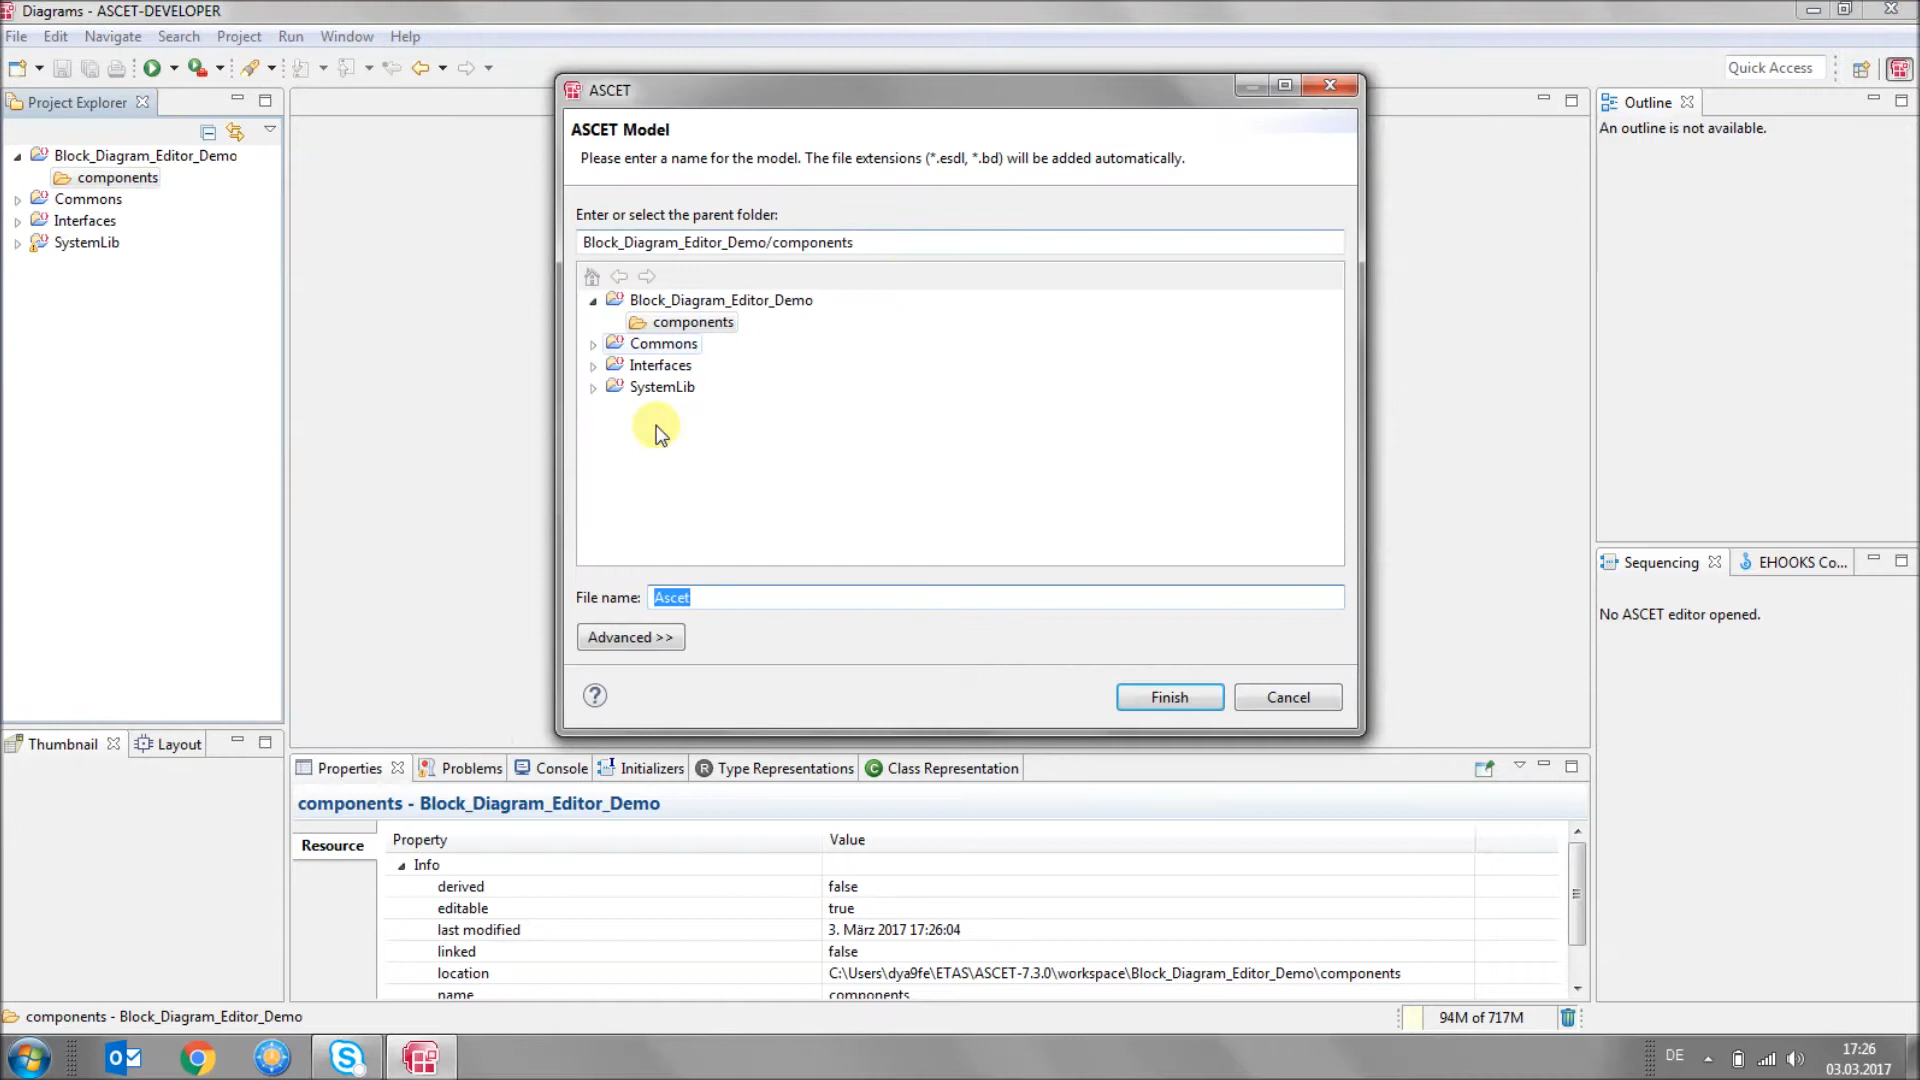 Diagrams - ASCET-DEVELOPER
File Edit Navigate Search Project Run Window Help
Quick Access
Project Explorer
Block_Diagram_Editor_Demo
components
Commons
Interfaces
SystemLib
ASCET
ASCET Model
Please enter a name for the model. The file extensions (*.esdl, *.bd) will be added automatically.
Enter or select the parent folder:
Block_Diagram_Editor_Demo/components
Block_Diagram_Editor_Demo
components
Commons
Interfaces
SystemLib
File name: Ascet
Advanced >>
Finish Cancel
Outline
An outline is not available.
Sequencing EHOOKS Co...
No ASCET editor opened.
Thumbnail Layout
Properties Problems Console Initializers Type Representations Class Representation
components - Block_Diagram_Editor_Demo
Resource
Property Value
Info
derived false
editable true
last modified 3. März 2017 17:26:04
linked false
location C:\Users\dya9fe\ETAS\ASCET-7.3.0\workspace\Block_Diagram_Editor_Demo\components
name components
components - Block_Diagram_Editor_Demo
94M of 717M
DE
17:26
03.03.2017